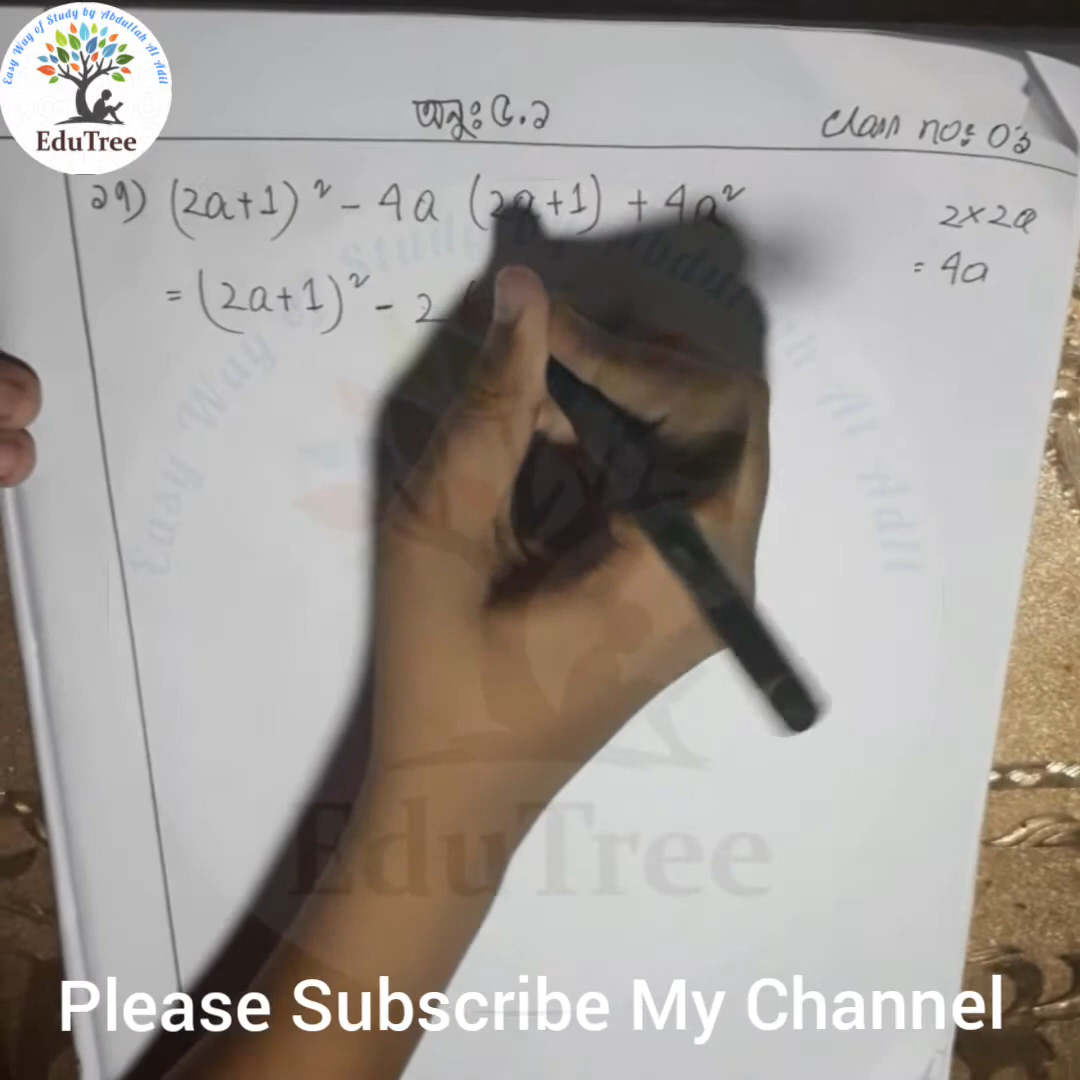 Easy Way of Study by Abdullah Al Adil
EduTree
অনুঃ ৫.১
Class no: 03
২৭) (2a+1)² - 4a (2a+1) + 4a²
2×2a
= 4a
= (2a+1)² - 2
EduTree
Please Subscribe My Channel